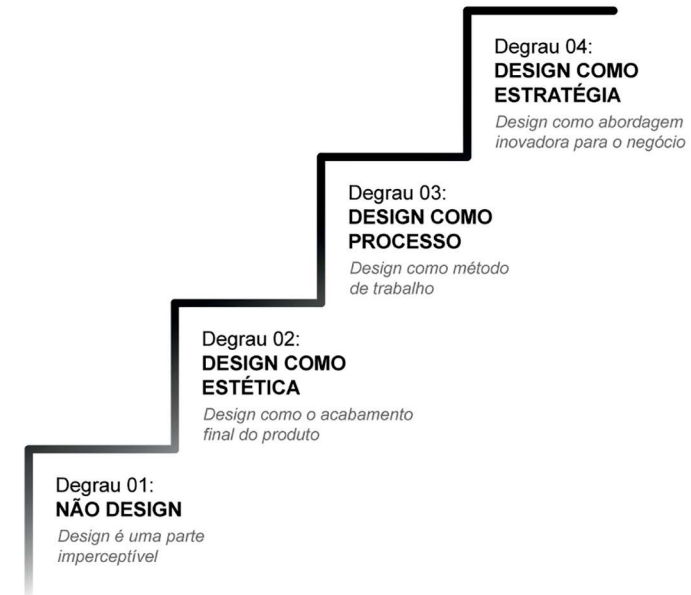 Degrau 04:
DESIGN COMO
ESTRATÉGIA
Design como abordagem
inovadora para o negócio
Degrau 03:
DESIGN COMO
PROCESSO
Design como método
de trabalho
Degrau 02:
DESIGN COMO
ESTÉTICA
Design como o acabamento
final do produto
Degrau 01:
NÃO DESIGN
Design é uma parte
imperceptível